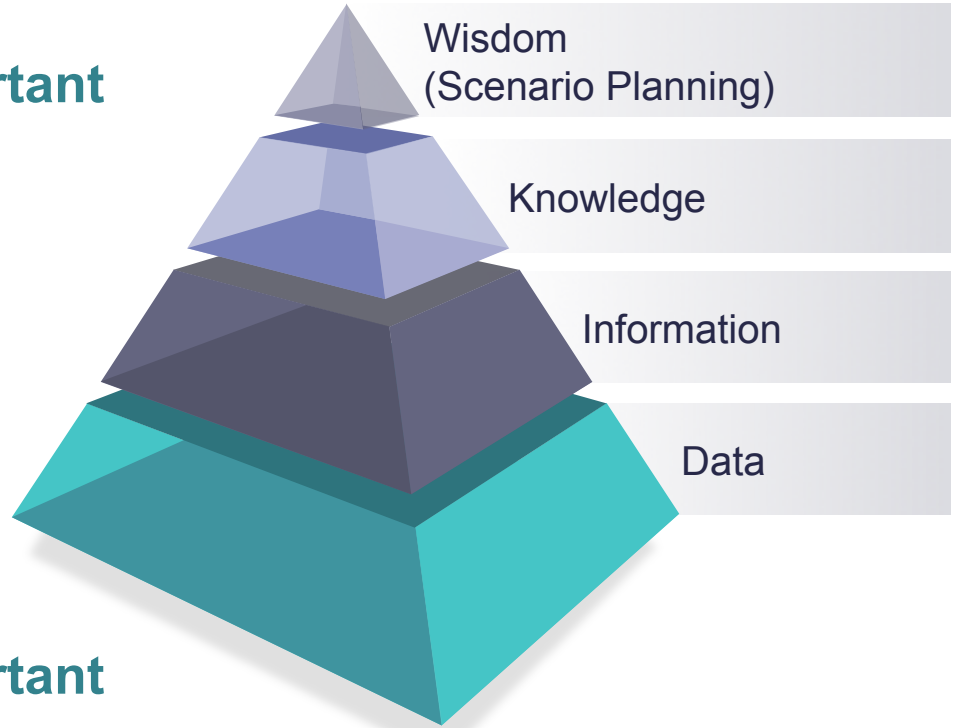 Wisdom
(Scenario Planning)
rtant
Knowledge
Information
Data
rtant